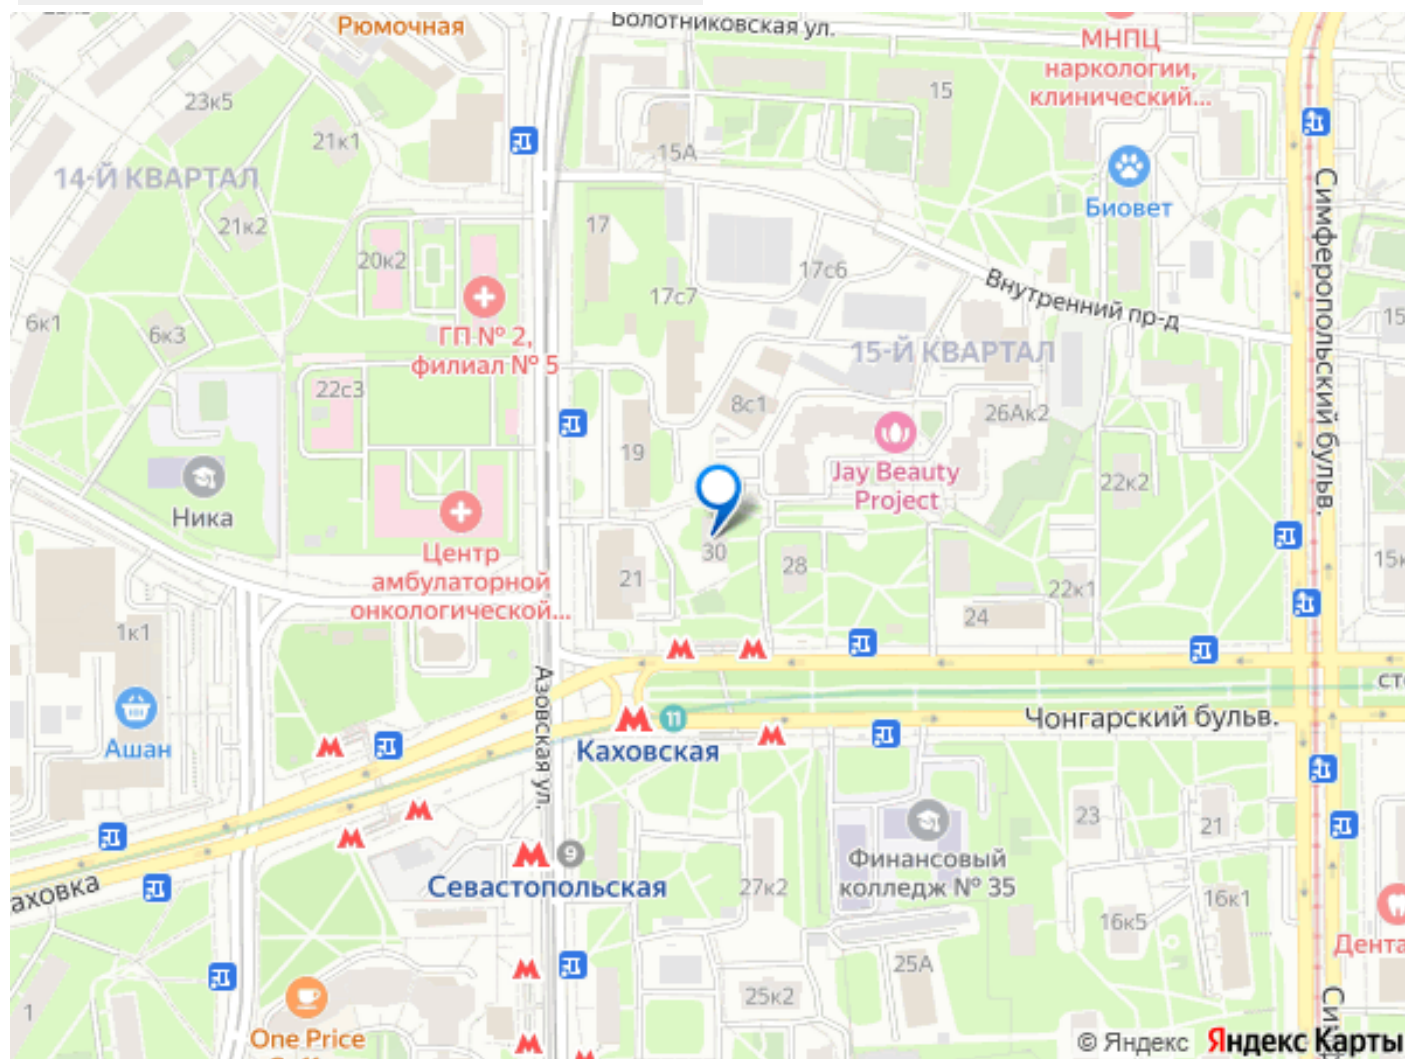 Болотниковская ул.
Рюмочная
МНПЦ
наркологии,
клинический...
23к5
15
21к1
15А
14-Й КВАРТАЛ
Биовет
21к2
17
20к2
17с6
17с7
Внутренний пр-д
Симферопольский бульв.
6к1
6к3
ГП № 2,
филиал № 5
15-Й КВАРТАЛ
15
22с3
8с1
26Ак2
19
Jay Beauty
Project
22к2
Ника
Центр
амбулаторной
онкологической...
30
28
21
22к1
15к
24
1к1
Азовская ул.
Ашан
11
Каховская
Чонгарский бульв.
9
Севастопольская
23
21
Финансовый
колледж № 35
27к2
аховка
16к1
16к5
Дента
25А
25к2
1
One Price
© Яндекс
Яндекс Карты